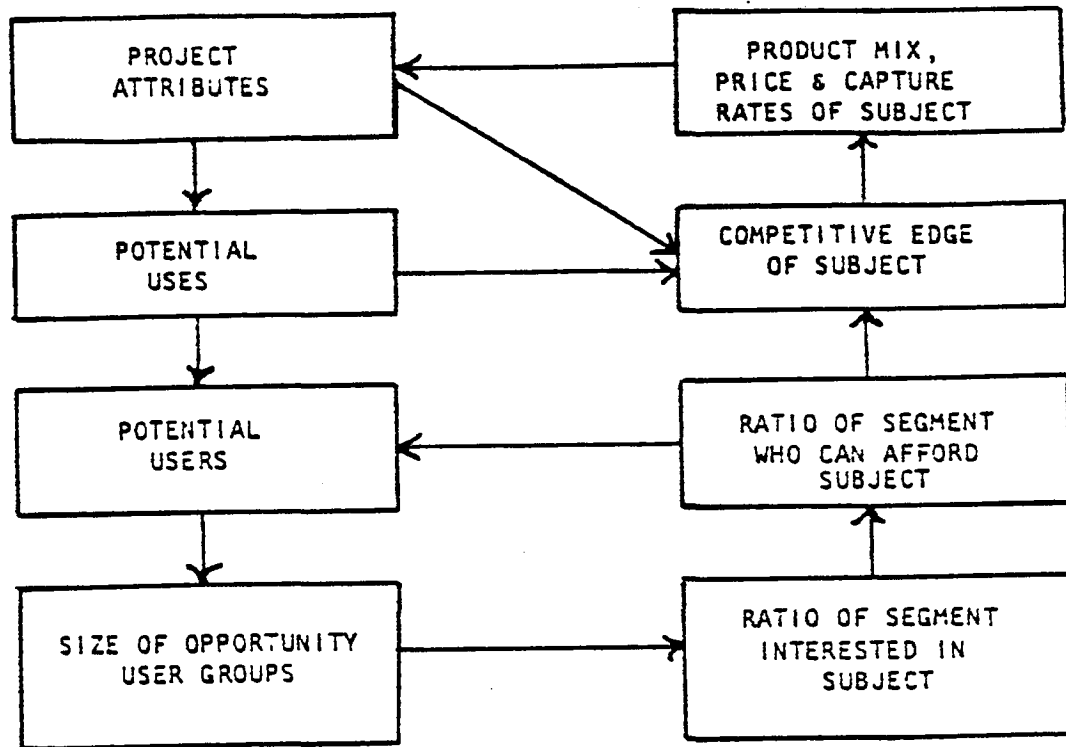 PROJECT
ATTRIBUTES
PRODUCT MIX,
PRICE & CAPTURE
RATES OF SUBJECT
POTENTIAL
USES
COMPETITIVE EDGE
OF SUBJECT
POTENTIAL
USERS
RATIO OF SEGMENT
WHO CAN AFFORD
SUBJECT
SIZE OF OPPORTUNITY
USER GROUPS
RATIO OF SEGMENT
INTERESTED IN
SUBJECT